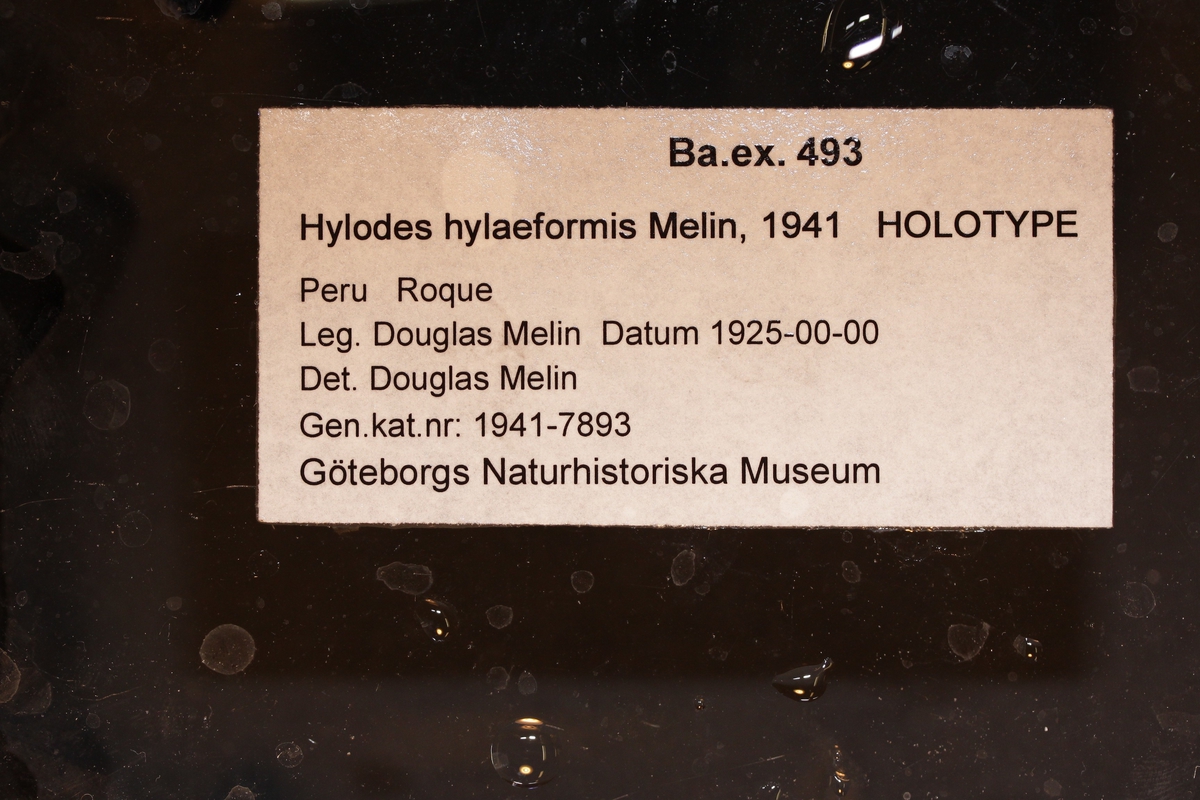 Ba.ex. 493
Hylodes hylaeformis Melin, 1941 HOLOTYPE
Peru Roque
Leg. Douglas Melin Datum 1925-00-00
Det. Douglas Melin
Gen.kat.nr: 1941-7893
Göteborgs Naturhistoriska Museum